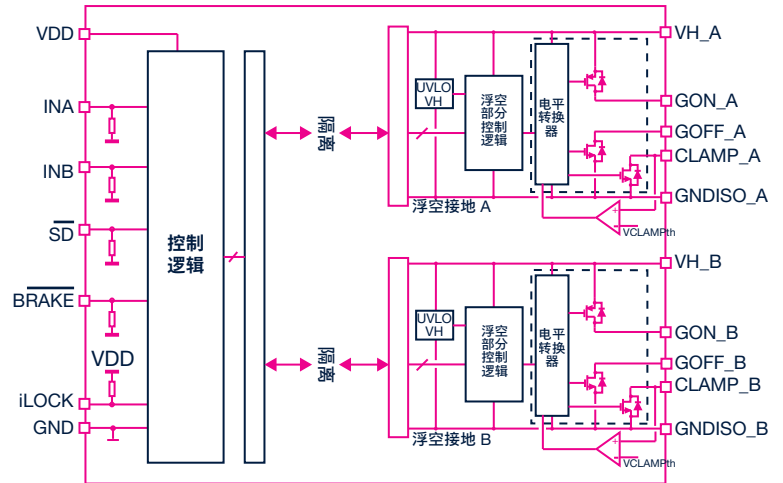 VDD
INA
INB
SD
BRAKE
VDD
iLOCK
GND
控制
逻辑
隔离
隔离
UVLO
VH
浮空
部分
控制
逻辑
电平
转换器
浮空接地 A
VCLAMPth
VH_A
GON_A
GOFF_A
CLAMP_A
GNDISO_A
UVLO
VH
浮空
部分
控制
逻辑
电平
转换器
浮空接地 B
VCLAMPth
VH_B
GON_B
GOFF_B
CLAMP_B
GNDISO_B